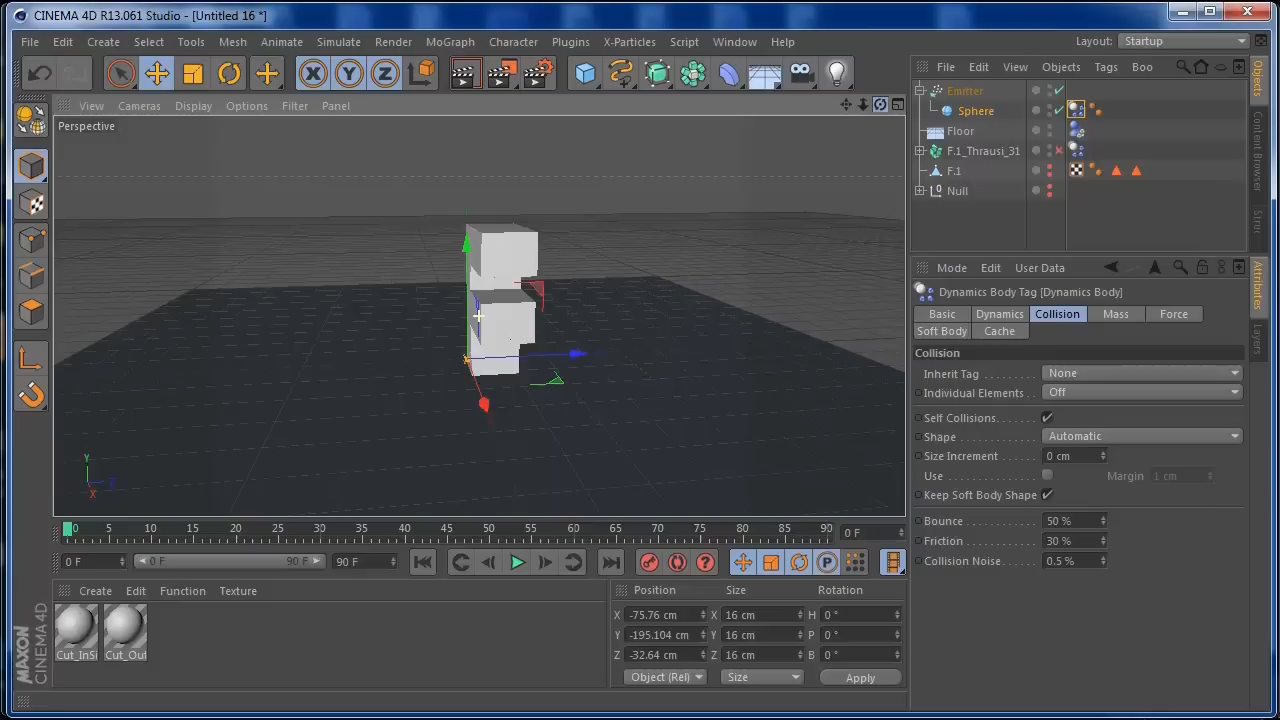 CINEMA 4D R13.061 Studio - [Untitled 16 *]
File Edit Create Select Tools Mesh Animate Simulate Render MoGraph Character Plugins X-Particles Script Window Help
Layout: Startup
View Cameras Display Options Filter Panel
Perspective
File Edit View Objects Tags Boo
Emitter
Sphere
Floor
F.1_Thrausi_31
F.1
Null
Objects
Content Browser
Struc
Mode Edit User Data
Attributes
Layers
Dynamics Body Tag [Dynamics Body]
Basic Dynamics Collision Mass Force
Soft Body Cache
Collision
Inherit Tag None
Individual Elements Off
Self Collisions
Shape Automatic
Size Increment 0 cm
Use Margin 1 cm
Keep Soft Body Shape
Bounce 50 %
Friction 30 %
Collision Noise 0.5 %
Y
Z
X
0 5 10 15 20 25 30 35 40 45 50 55 60 65 70 75 80 85 90 0 F
0 F 0 F 90 F 90 F
Create Edit Function Texture
Cut_InSi Cut_Out
MAXON
CINEMA 4D
Position Size Rotation
X -75.76 cm X 16 cm H 0 °
Y -195.104 cm Y 16 cm P 0 °
Z -32.64 cm Z 16 cm B 0 °
Object (Rel) Size Apply